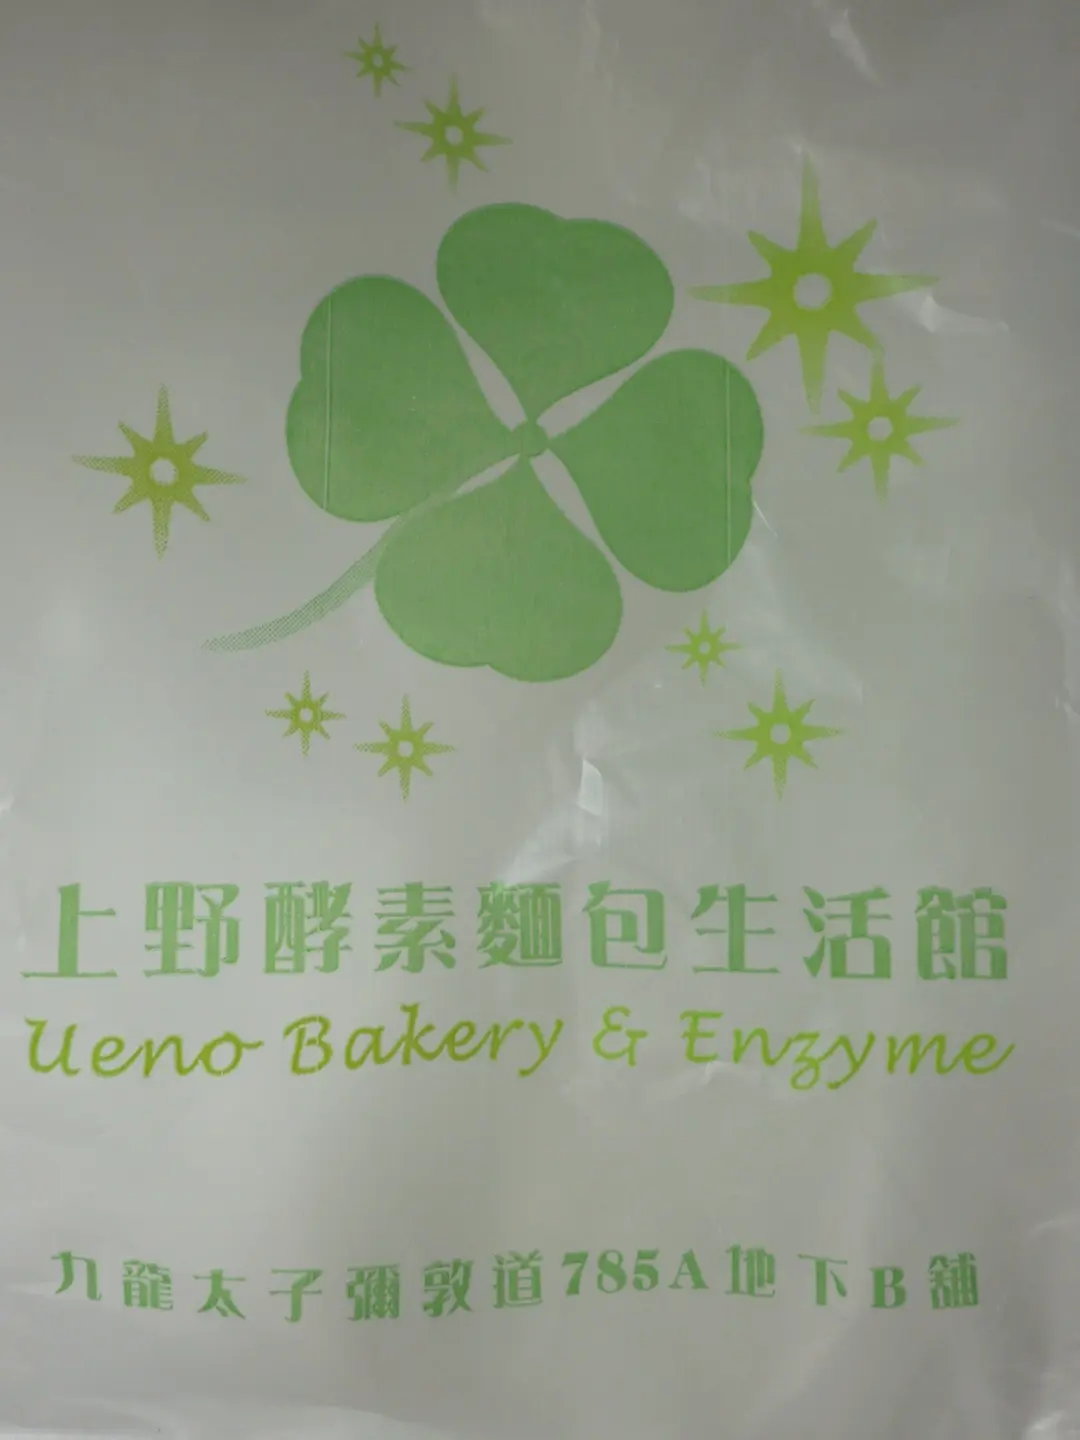 上野酵素麵包生活館
Ueno Bakery & Enzyme
九龍太子彌敦道785A地下B舖